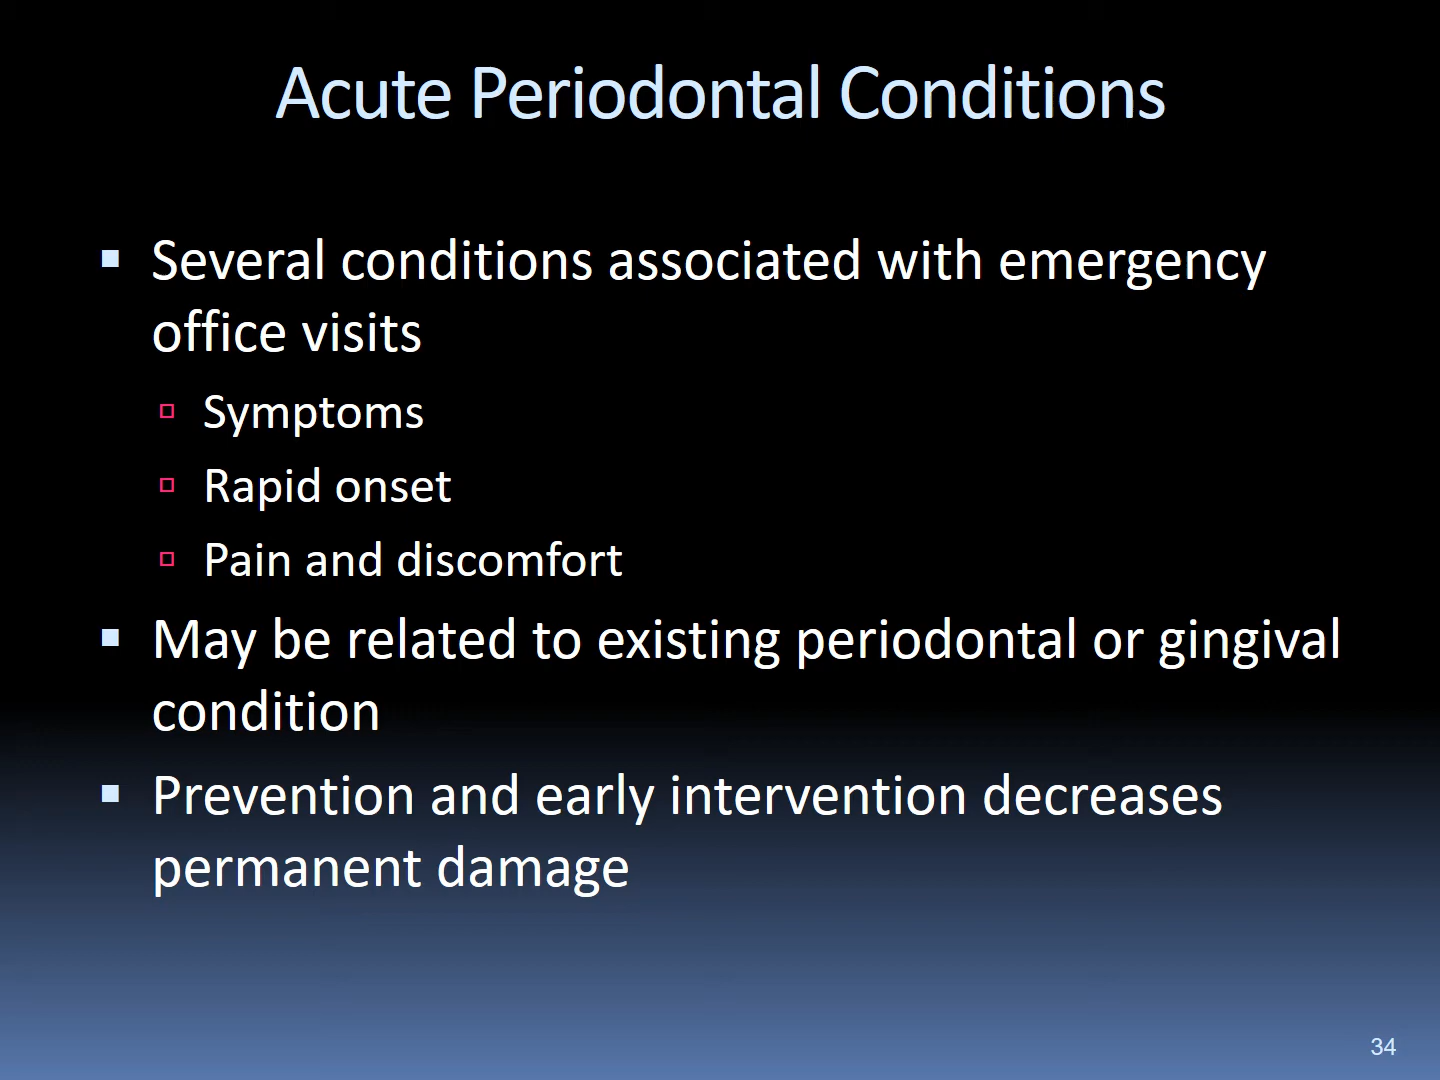 Acute Periodontal Conditions
Several conditions associated with emergency
office visits
Symptoms
Rapid onset
Pain and discomfort
May be related to existing periodontal or gingival
condition
Prevention and early intervention decreases
permanent damage
34